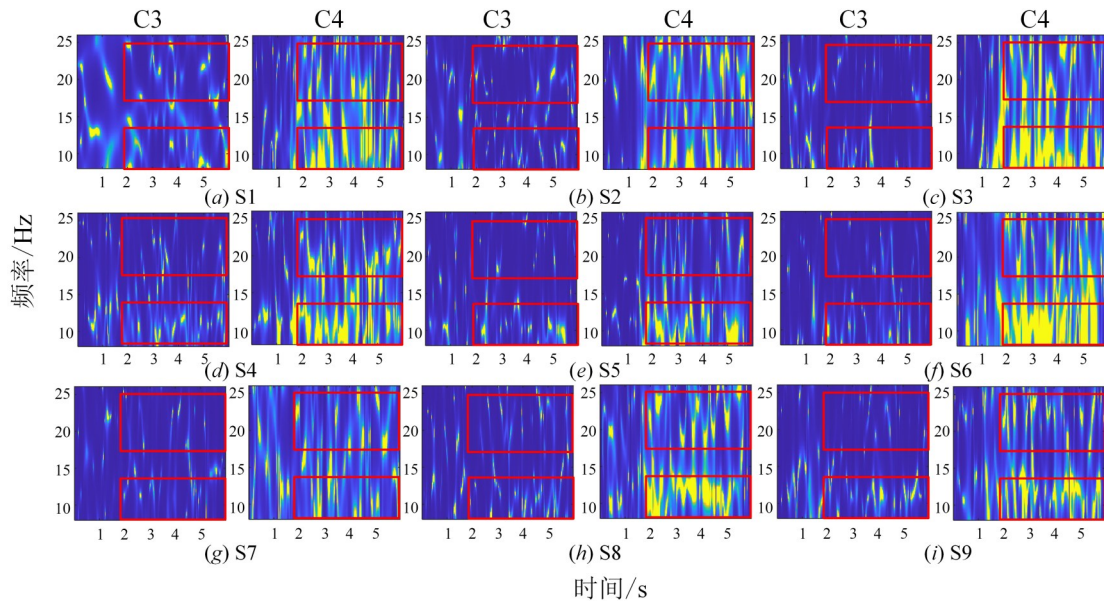 C3 C4 C3 C4 C3 C4
25 25 25 25 25 25
20 20 20 20 20 20
15 15 15 15 15 15
10 10 10 10 10 10
1 2 3 4 5 1 2 3 4 5 1 2 3 4 5 1 2 3 4 5 1 2 3 4 5 1 2 3 4 5
(a) S1 (b) S2 (c) S3
频率/Hz
25 25 25 25 25 25
20 20 20 20 20 20
15 15 15 15 15 15
10 10 10 10 10 10
1 2 3 4 5 1 2 3 4 5 1 2 3 4 5 1 2 3 4 5 1 2 3 4 5 1 2 3 4 5
(d) S4 (e) S5 (f) S6
25 25 25 25 25 25
20 20 20 20 20 20
15 15 15 15 15 15
10 10 10 10 10 10
1 2 3 4 5 1 2 3 4 5 1 2 3 4 5 1 2 3 4 5 1 2 3 4 5 1 2 3 4 5
(g) S7 (h) S8 (i) S9
时间/s